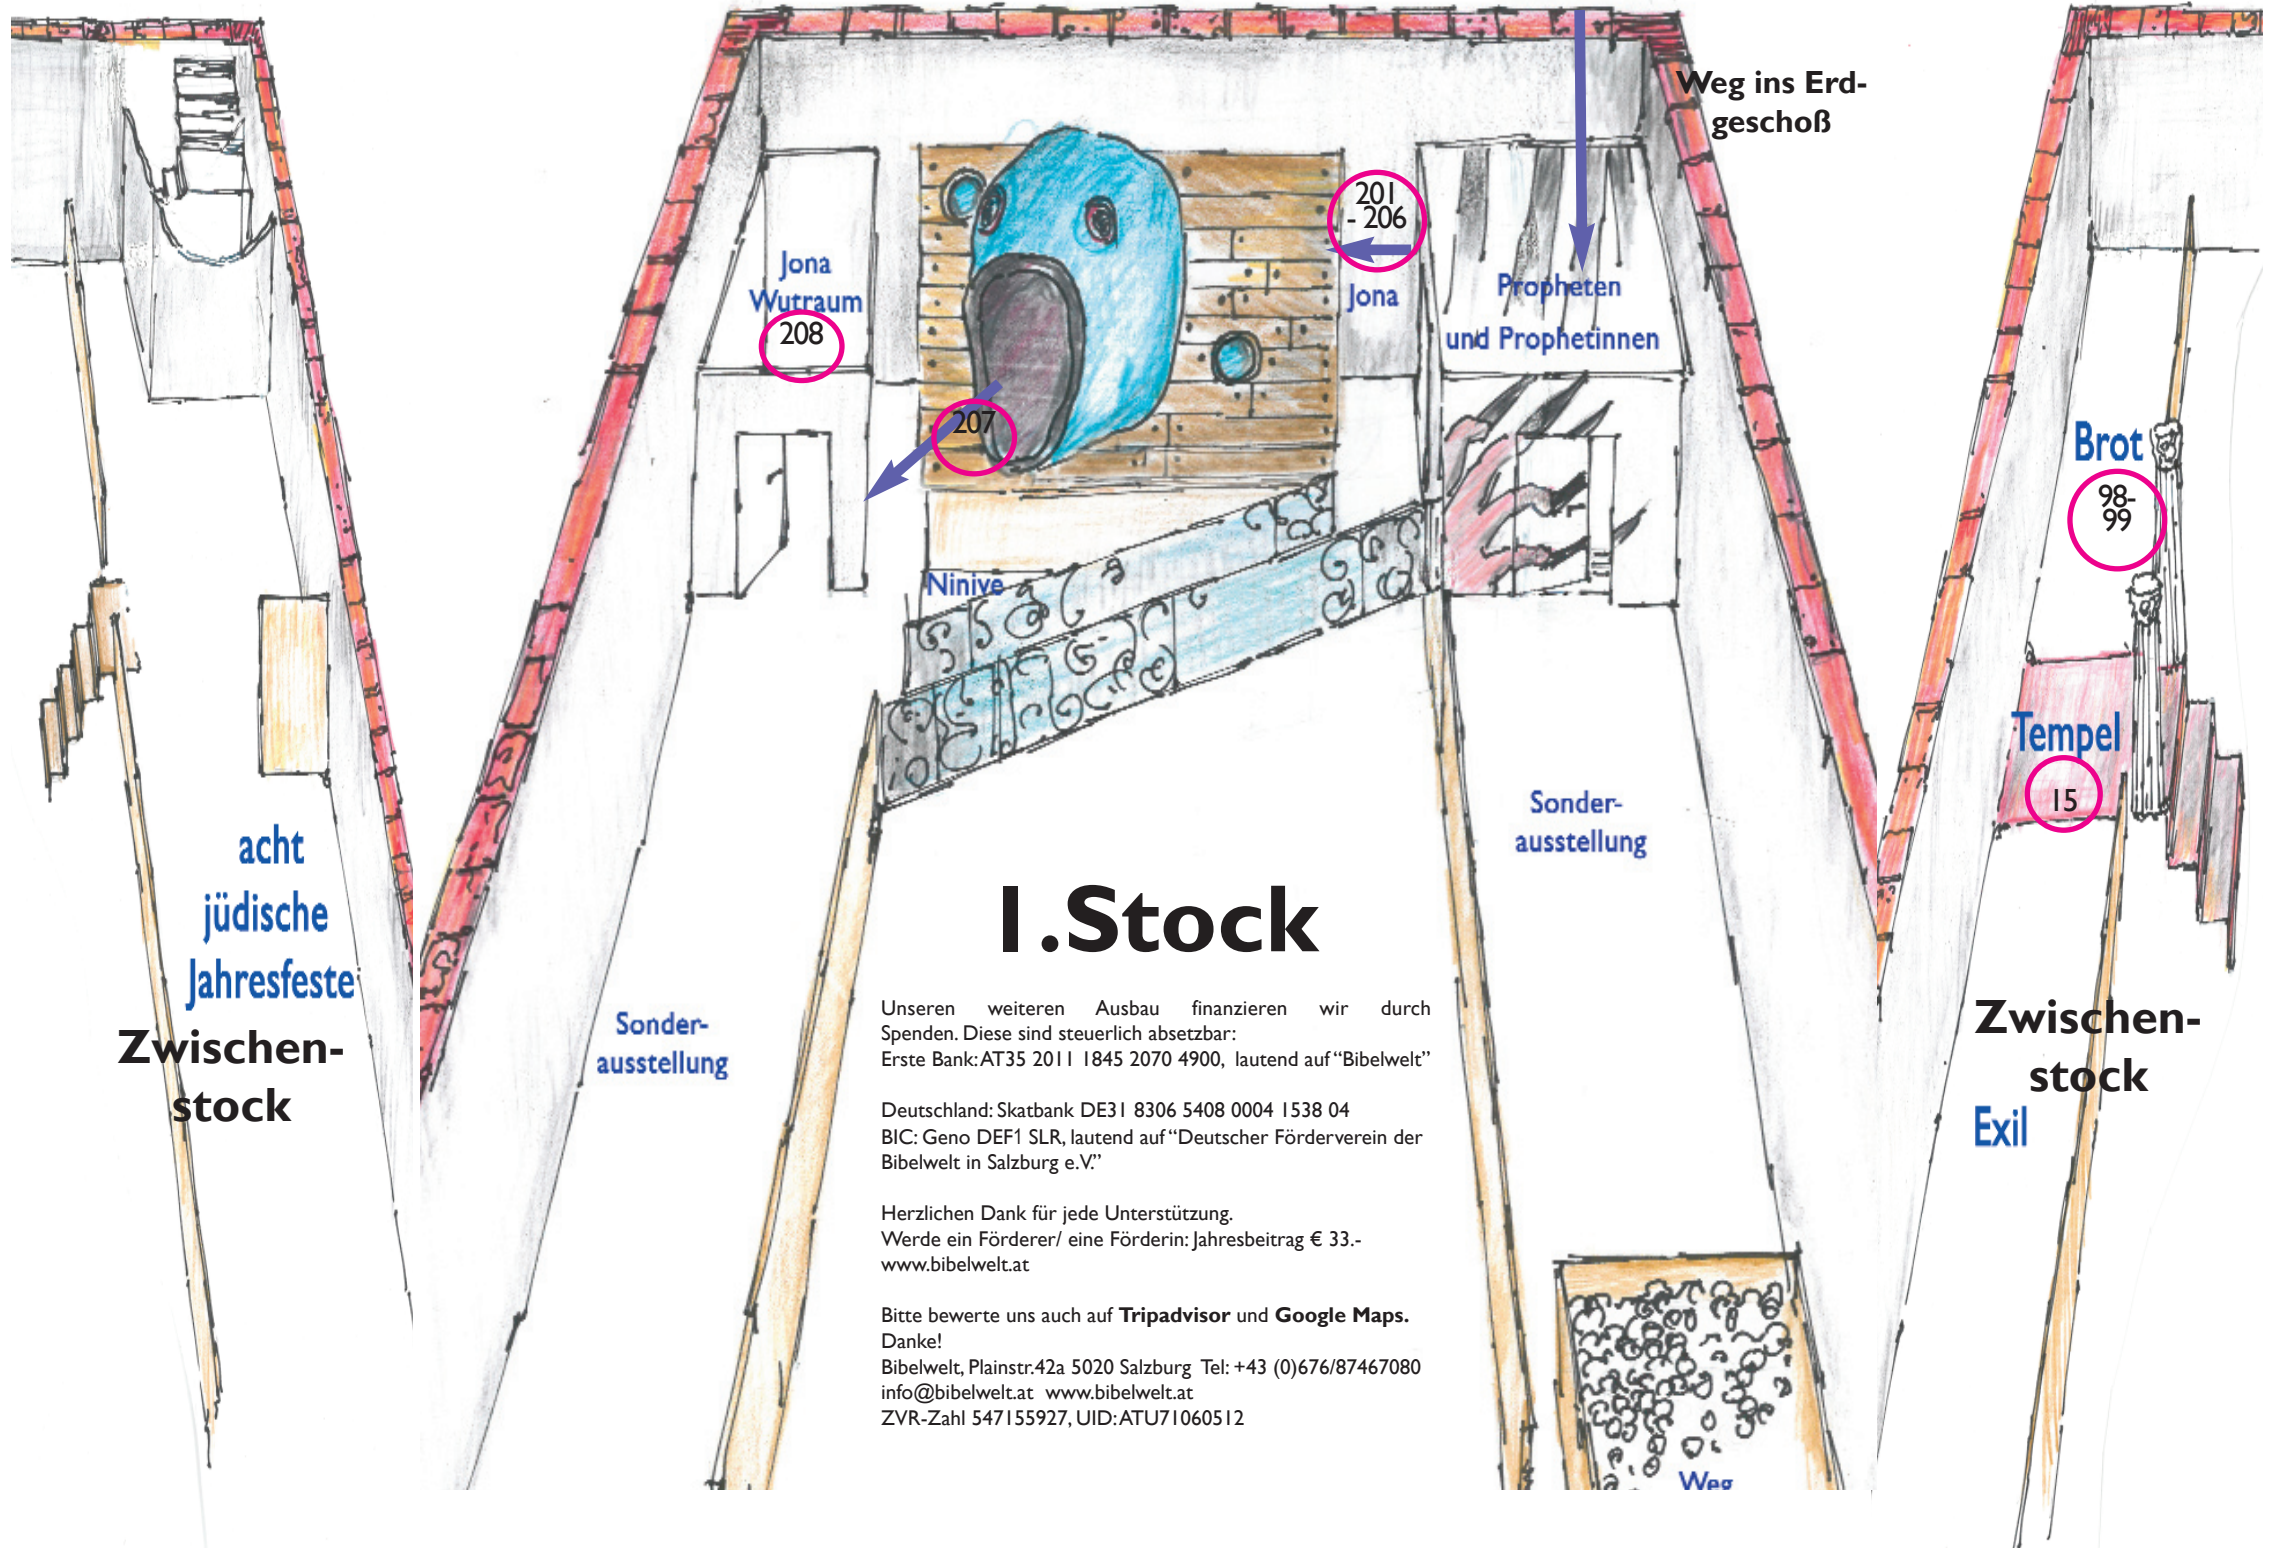 acht
jüdische
Jahresfeste
Zwischen-
stock
Jona
Wutraum
208
207
Ninive
201
- 206
Jona
Propheten
und Prophetinnen
Weg ins Erd-
geschoß
Sonder-
ausstellung
Sonder-
ausstellung
1.Stock
Unseren weiteren Ausbau finanzieren wir durch
Spenden. Diese sind steuerlich absetzbar:
Erste Bank: AT35 2011 1845 2070 4900, lautend auf “Bibelwelt”
Deutschland: Skatbank DE31 8306 5408 0004 1538 04
BIC: Geno DEF1 SLR, lautend auf “Deutscher Förderverein der
Bibelwelt in Salzburg e.V.”
Herzlichen Dank für jede Unterstützung.
Werde ein Förderer/ eine Förderin: Jahresbeitrag € 33.-
www.bibelwelt.at
Bitte bewerte uns auch auf Tripadvisor und Google Maps.
Danke!
Bibelwelt, Plainstr.42a 5020 Salzburg Tel: +43 (0)676/87467080
info@bibelwelt.at www.bibelwelt.at
ZVR-Zahl 547155927, UID: ATU71060512
Weg
Brot
98-
99
Tempel
15
Zwischen-
stock
Exil